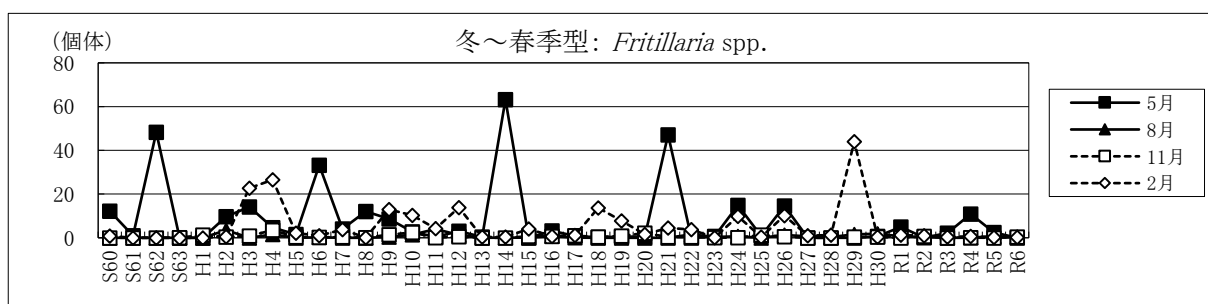 冬～春季型：Fritillaria spp.
(個体)
80
60
40
20
0
S60 S61 S62 S63 H1 H2 H3 H4 H5 H6 H7 H8 H9 H10 H11 H12 H13 H14 H15 H16 H17 H18 H19 H20 H21 H22 H23 H24 H25 H26 H27 H28 H29 H30 R1 R2 R3 R4 R5 R6
5月
8月
11月
2月